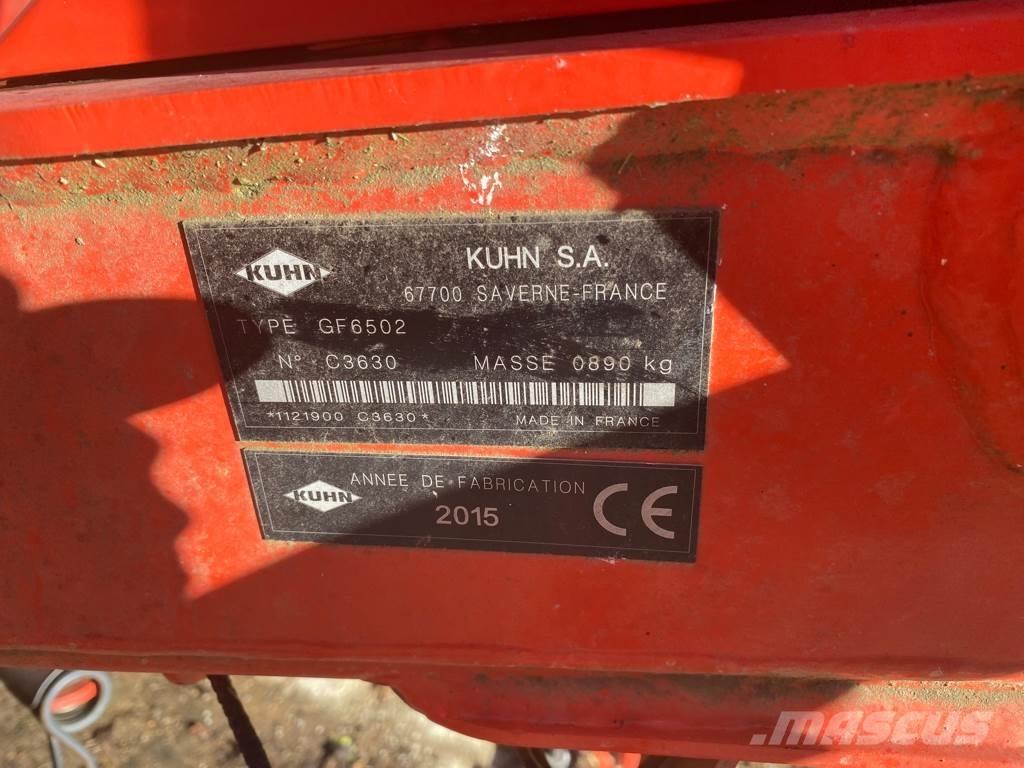 KUHN
KUHN S.A.
67700 SAVERNE-FRANCE
TYPE GF6502
N° C3630 MASSE 0890 kg
*1121900 C3630* MADE IN FRANCE
KUHN
ANNEE DE FABRICATION
2015
CE
MASCUS